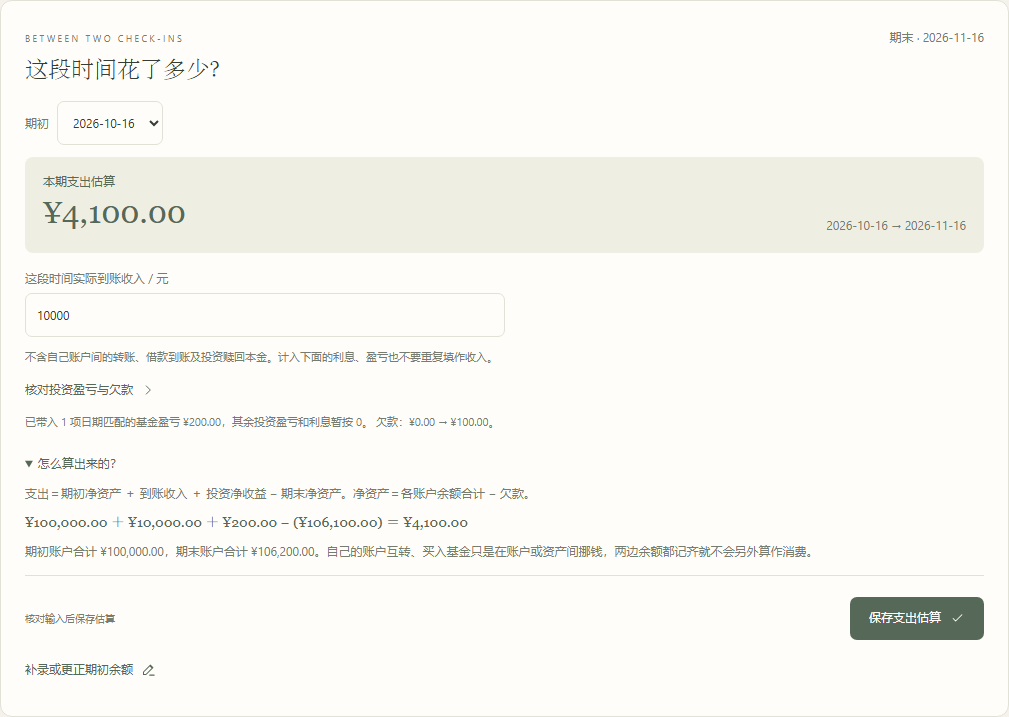 BETWEEN TWO CHECK-INS
期末 · 2026-11-16
这段时间花了多少?
期初 2026-10-16
本期支出估算
¥4,100.00
2026-10-16 → 2026-11-16
这段时间实际到账收入 / 元
10000
不含自己账户间的转账、借款到账及投资赎回本金。计入下面的利息、盈亏也不要重复填作收入。
核对投资盈亏与欠款
已带入 1 项日期匹配的基金盈亏 ¥200.00，其余投资盈亏和利息暂按 0。 欠款：¥0.00 → ¥100.00。
▼ 怎么算出来的?
支出 = 期初净资产 + 到账收入 + 投资净收益 − 期末净资产。净资产 = 各账户余额合计 − 欠款。
¥100,000.00 + ¥10,000.00 + ¥200.00 − (¥106,100.00) = ¥4,100.00
期初账户合计 ¥100,000.00，期末账户合计 ¥106,200.00。自己的账户互转、买入基金只是在账户或资产间挪钱，两边余额都记齐就不会另外算作消费。
核对输入后保存估算
保存支出估算 ✓
补录或更正期初余额